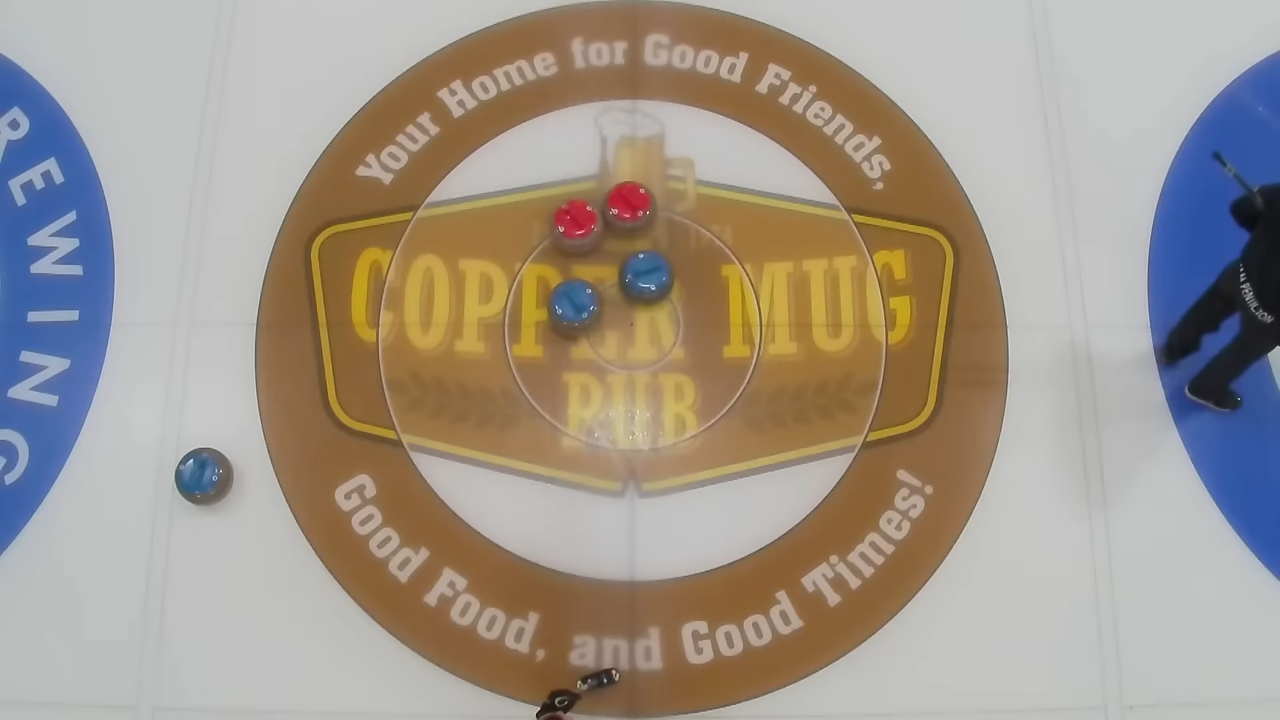 Your Home for Good Friends,
COPPER MUG
PUB
Good Food, and Good Times!
REWING